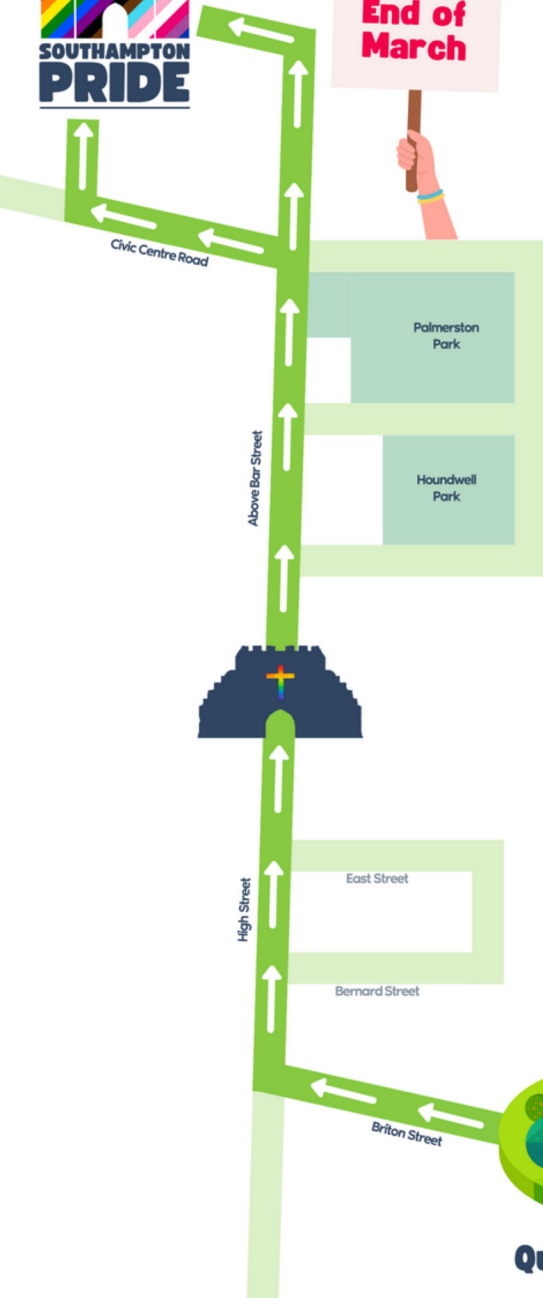 End of
March
SOUTHAMPTON
PRIDE
Civic Centre Road
Palmerston
Park
Above Bar Street
Houndwell
Park
East Street
High Street
Bernard Street
Briton Street